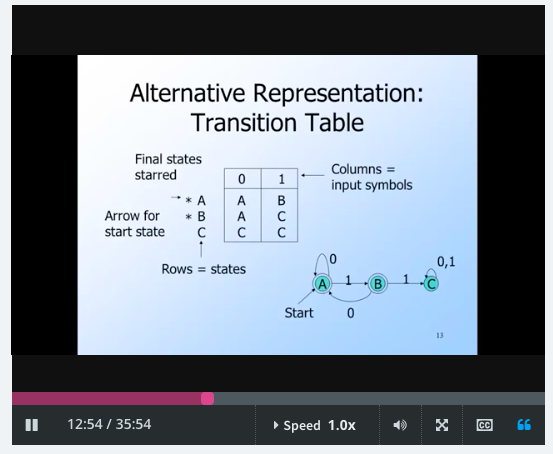 Alternative Representation:
Transition Table
Final states
starred
0 1
Columns =
input symbols
* A A B
Arrow for
start state
* B A C
C C C
Rows = states
0
0,1
A 1 B 1 C
Start 0
13
12:54 / 35:54
Speed 1.0x
CC